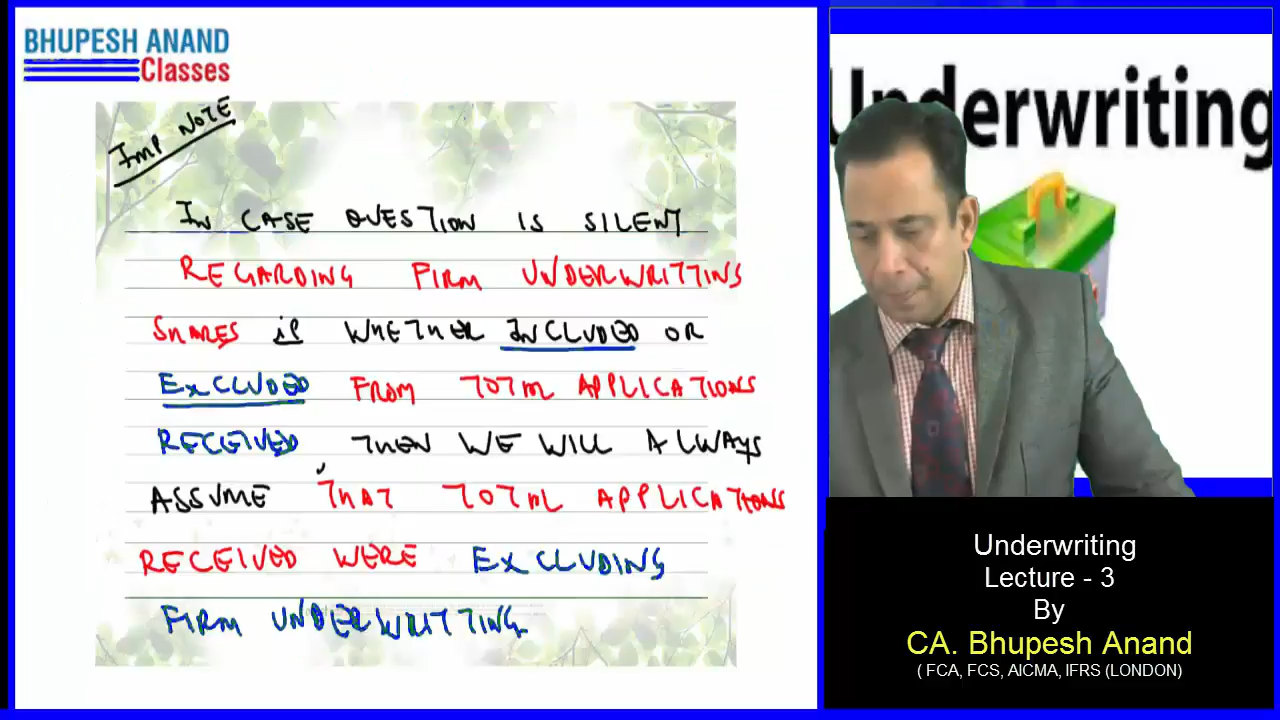 BHUPESH ANAND
Classes
IMP NOTE
IN CASE QUESTION IS SILENT
REGARDING FIRM UNDERWRITTING
SHARES is WHETHER INCLUDED OR
EXCLUDED FROM TOTAL APPLICATIONS
RECEIVED, THEN WE WILL ALWAYS
ASSUME THAT TOTAL APPLICATIONS
RECEIVED WERE EXCLUDING
FIRM UNDERWRITTING
Underwriting
Underwriting
Lecture - 3
By
CA. Bhupesh Anand
( FCA, FCS, AICMA, IFRS (LONDON)